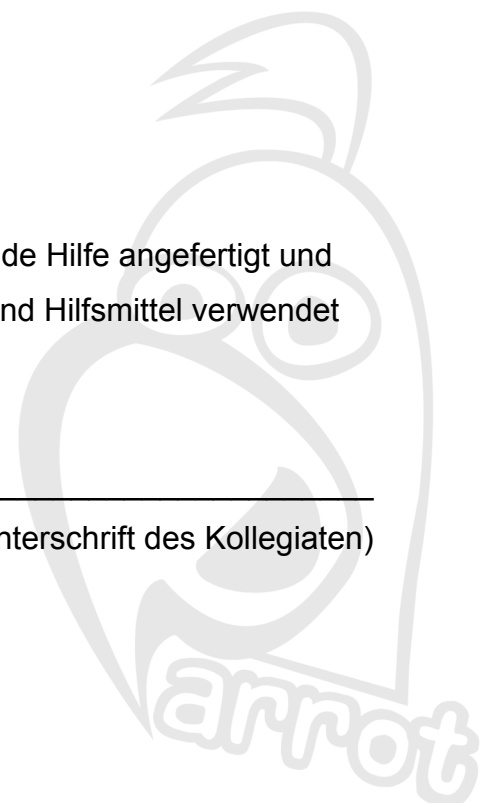 de Hilfe angefertigt und
nd Hilfsmittel verwendet
nterschrift des Kollegiaten)
arrot